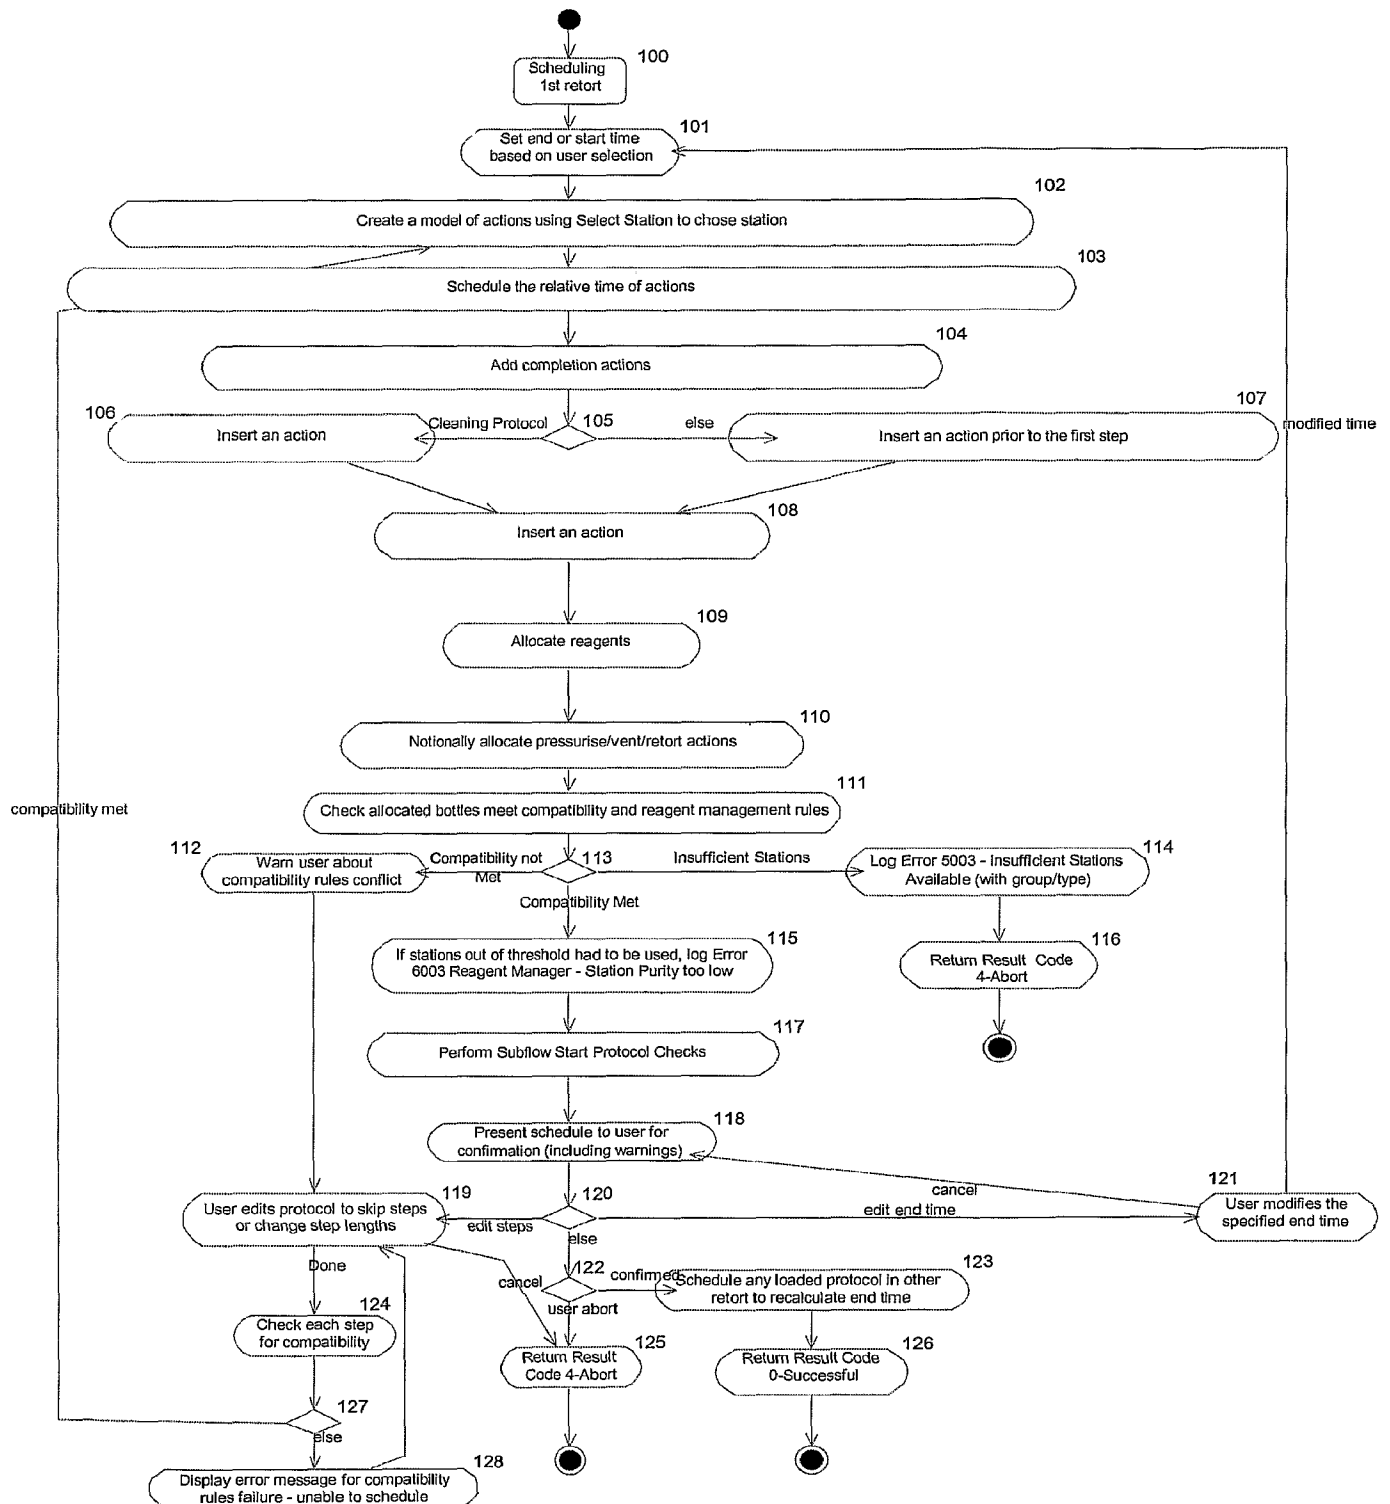 100
Scheduling
1st retort
101
Set end or start time
based on user selection
102
Create a model of actions using Select Station to chose station
103
Schedule the relative time of actions
104
Add completion actions
106
Insert an action
Cleaning Protocol
105
else
107
Insert an action prior to the first step
modified time
108
Insert an action
109
Allocate reagents
110
Notionally allocate pressurise/vent/retort actions
111
Check allocated bottles meet compatibility and reagent management rules
compatibility met
112
Warn user about
compatibility rules conflict
Compatibility not
Met
113
Insufficient Stations
114
Log Error 5003 - Insufficient Stations
Available (with group/type)
Compatibility Met
115
If stations out of threshold had to be used, log Error
6003 Reagent Manager - Station Purity too low
116
Return Result Code
4-Abort
117
Perform Subflow Start Protocol Checks
118
Present schedule to user for
confirmation (including warnings)
cancel
119
User edits protocol to skip steps
or change step lengths
edit steps
120
edit end time
121
User modifies the
specified end time
else
Done
cancel
122
confirmed
user abort
123
Schedule any loaded protocol in other
retort to recalculate end time
124
Check each step
for compatibility
125
Return Result
Code 4-Abort
126
Return Result Code
0-Successful
127
else
128
Display error message for compatibility
rules failure - unable to schedule